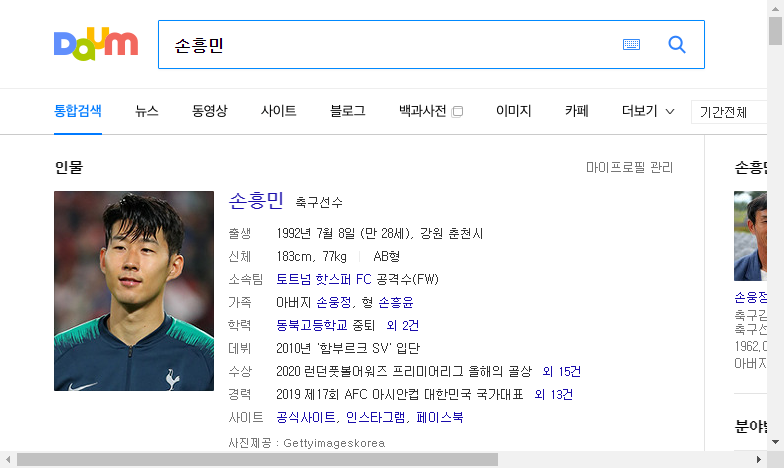 Daum
손흥민
통합검색 뉴스 동영상 사이트 블로그 백과사전 이미지 카페 더보기 기간전체
인물 마이프로필 관리
손흥민 축구선수
출생 1992년 7월 8일 (만 28세), 강원 춘천시
신체 183cm, 77kg AB형
소속팀 토트넘 핫스퍼 FC 공격수(FW)
가족 아버지 손웅정, 형 손흥윤
학력 동북고등학교 중퇴 외 2건
데뷔 2010년 '함부르크 SV' 입단
수상 2020 런던풋볼어워즈 프리미어리그 올해의 골상 외 15건
경력 2019 제17회 AFC 아시안컵 대한민국 국가대표 외 13건
사이트 공식사이트, 인스타그램, 페이스북
사진제공 : Gettyimageskorea
손흥민
손웅정
축구감
축구선
1962,0
아버지
분야별